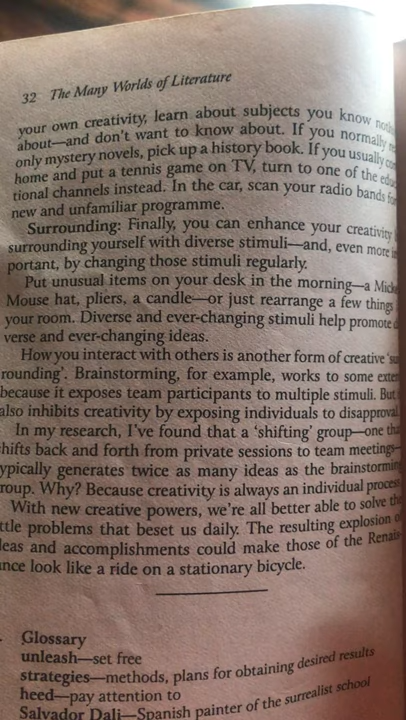 32 The Many Worlds of Literature
your own creativity, learn about subjects you know
about—and don't want to know about. If you normally
only mystery novels, pick up a history book. If you usually
home and put a tennis game on TV, turn to one of the
tional channels instead. In the car, scan your radio bands
new and unfamiliar programme.
Surrounding: Finally, you can enhance your creativity
surrounding yourself with diverse stimuli—and, even more
portant, by changing those stimuli regularly.
Put unusual items on your desk in the morning—a
Mouse hat, pliers, a candle—or just rearrange a few things
your room. Diverse and ever-changing stimuli help promote
verse and ever-changing ideas.
How you interact with others is another form of creative
rounding'. Brainstorming, for example, works to some
because it exposes team participants to multiple stimuli. But
also inhibits creativity by exposing individuals to disapproval.
In my research, I've found that a 'shifting' group—one
hifts back and forth from private sessions to team meetings—
ypically generates twice as many ideas as the brainstorming
roup. Why? Because creativity is always an individual process.
With new creative powers, we're all better able to solve the
ttle problems that beset us daily. The resulting explosion
eas and accomplishments could make those of the Renais-
nce look like a ride on a stationary bicycle.
Glossary
unleash—set free
strategies—methods, plans for obtaining desired results
heed—pay attention to
Salvador Dali—Spanish painter of the surrealist school